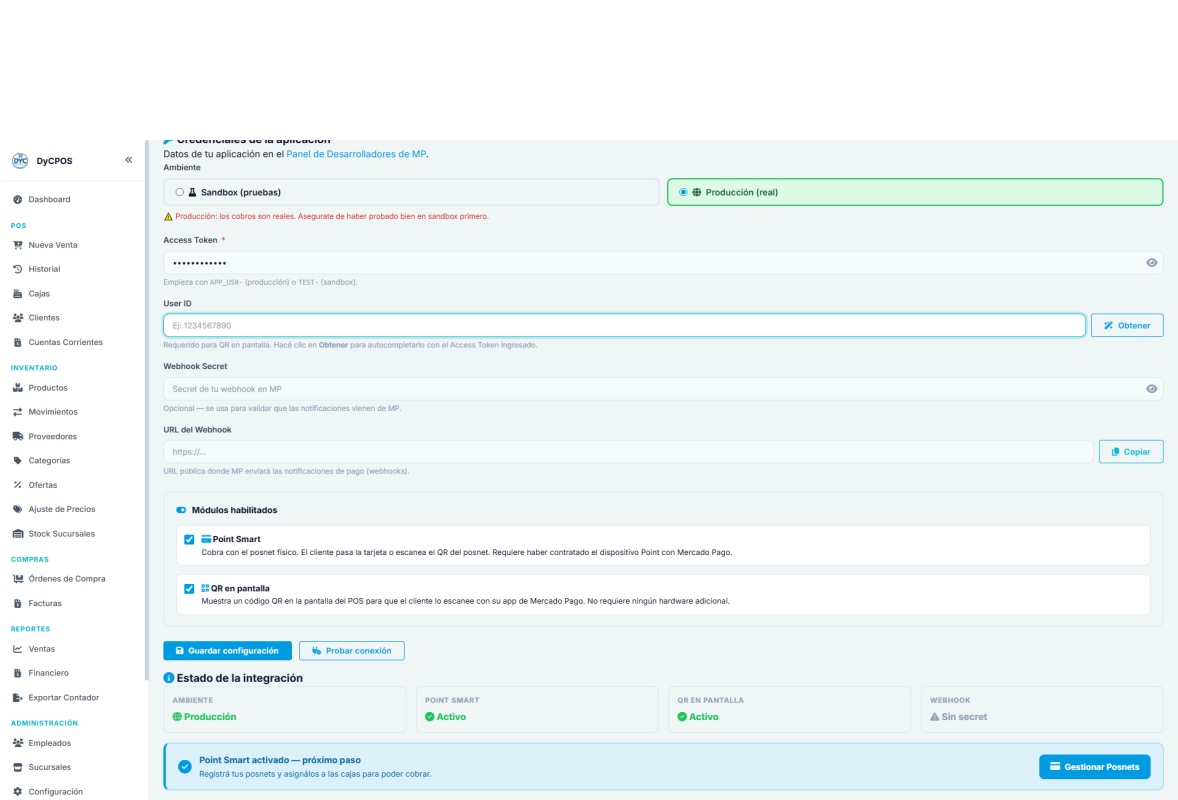 DYC
DyCPOS
«
Dashboard
POS
Nueva Venta
Historial
Cajas
Clientes
Cuentas Corrientes
INVENTARIO
Productos
Movimientos
Proveedores
Categorías
Ofertas
Ajuste de Precios
Stock Sucursales
COMPRAS
Órdenes de Compra
Facturas
REPORTES
Ventas
Financiero
Exportar Contador
ADMINISTRACIÓN
Empleados
Sucursales
Configuración
Credenciales de la aplicación
Datos de tu aplicación en el Panel de Desarrolladores de MP.
Ambiente
Sandbox (pruebas)
Producción (real)
Producción: los cobros son reales. Asegurate de haber probado bien en sandbox primero.
Access Token *
••••••••••••
Empieza con APP_USR- (producción) o TEST- (sandbox).
User ID
Ej: 1234567890
Obtener
Requerido para QR en pantalla. Hacé clic en Obtener para autocompletarlo con el Access Token ingresado.
Webhook Secret
Secret de tu webhook en MP
Opcional — se usa para validar que las notificaciones vienen de MP.
URL del Webhook
https://...
Copiar
URL pública donde MP enviará las notificaciones de pago (webhooks).
Módulos habilitados
Point Smart
Cobra con el posnet físico. El cliente pasa la tarjeta o escanea el QR del posnet. Requiere haber contratado el dispositivo Point con Mercado Pago.
QR en pantalla
Muestra un código QR en la pantalla del POS para que el cliente lo escanee con su app de Mercado Pago. No requiere ningún hardware adicional.
Guardar configuración
Probar conexión
Estado de la integración
AMBIENTE
Producción
POINT SMART
Activo
QR EN PANTALLA
Activo
WEBHOOK
Sin secret
Point Smart activado — próximo paso
Registrá tus posnets y asignálos a las cajas para poder cobrar.
Gestionar Posnets